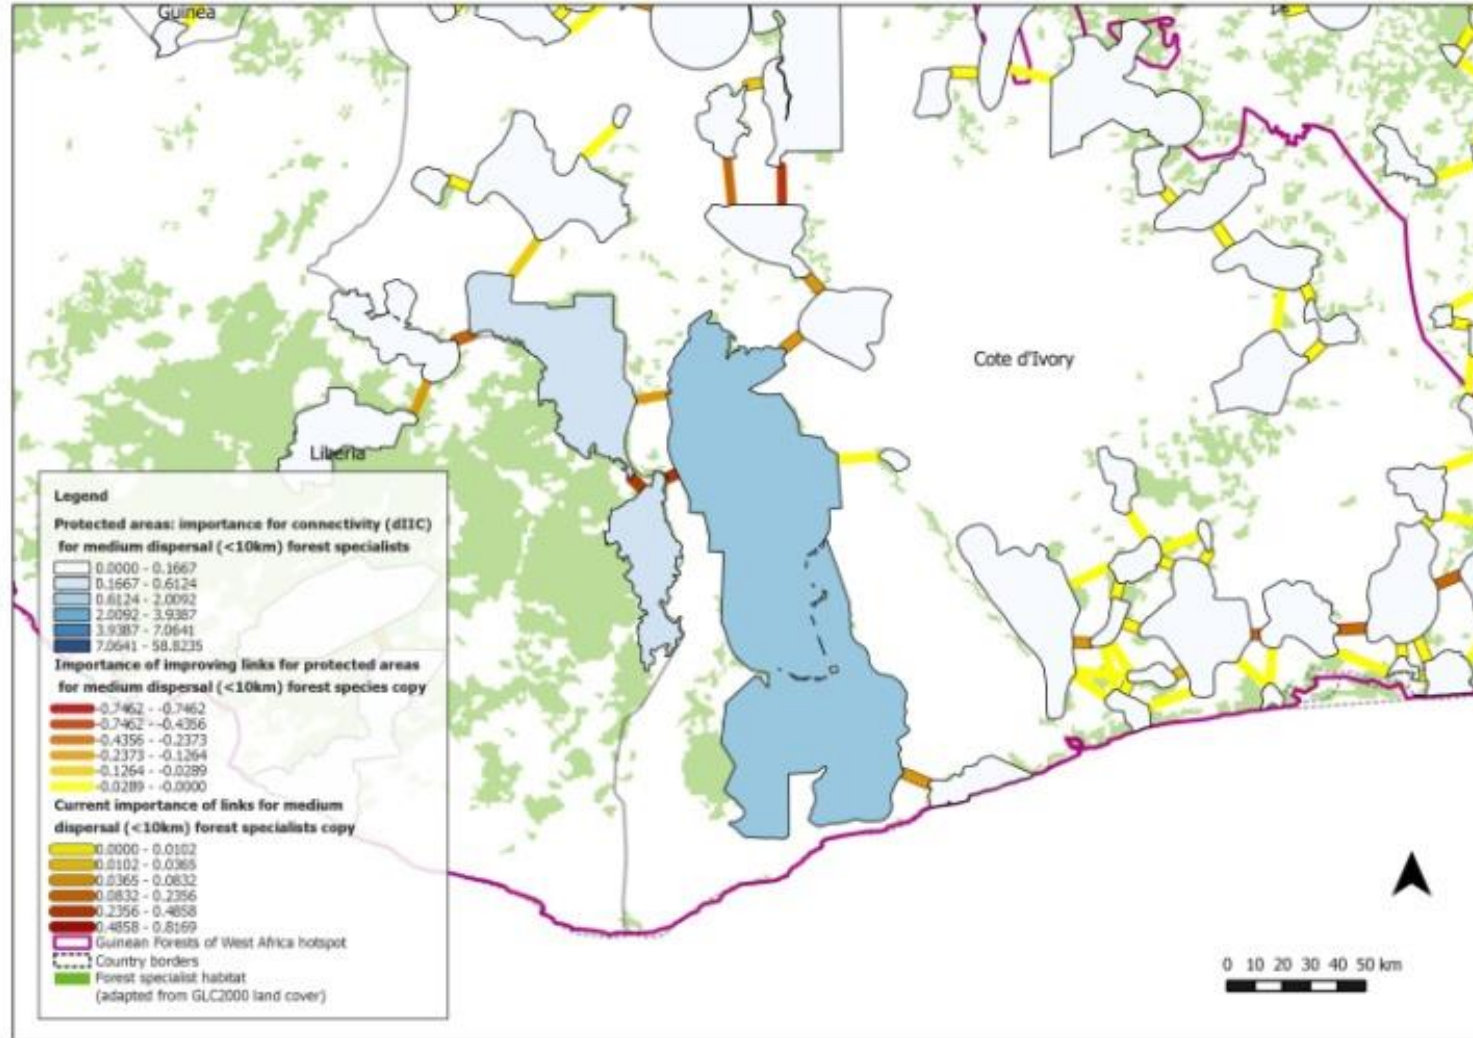 Guinea
Cote d'Ivory
Liberia
Legend
Protected areas: importance for connectivity (dIIC)
for medium dispersal (<10km) forest specialists
0.0000 - 0.1667
0.1667 - 0.6124
0.6124 - 2.0092
2.0092 - 3.9387
3.9387 - 7.0641
7.0641 - 58.8235
Importance of improving links for protected areas
for medium dispersal (<10km) forest species copy
-0.7462 - -0.7462
-0.7462 - -0.4356
-0.4356 - -0.2373
-0.2373 - -0.1264
-0.1264 - -0.0289
-0.0289 - -0.0000
Current importance of links for medium
dispersal (<10km) forest specialists copy
0.0000 - 0.0102
0.0102 - 0.0365
0.0365 - 0.0832
0.0832 - 0.2356
0.2356 - 0.4858
0.4858 - 0.8169
Guinean Forests of West Africa hotspot
Country borders
Forest specialist habitat
(adapted from GLC2000 land cover)
0 10 20 30 40 50 km